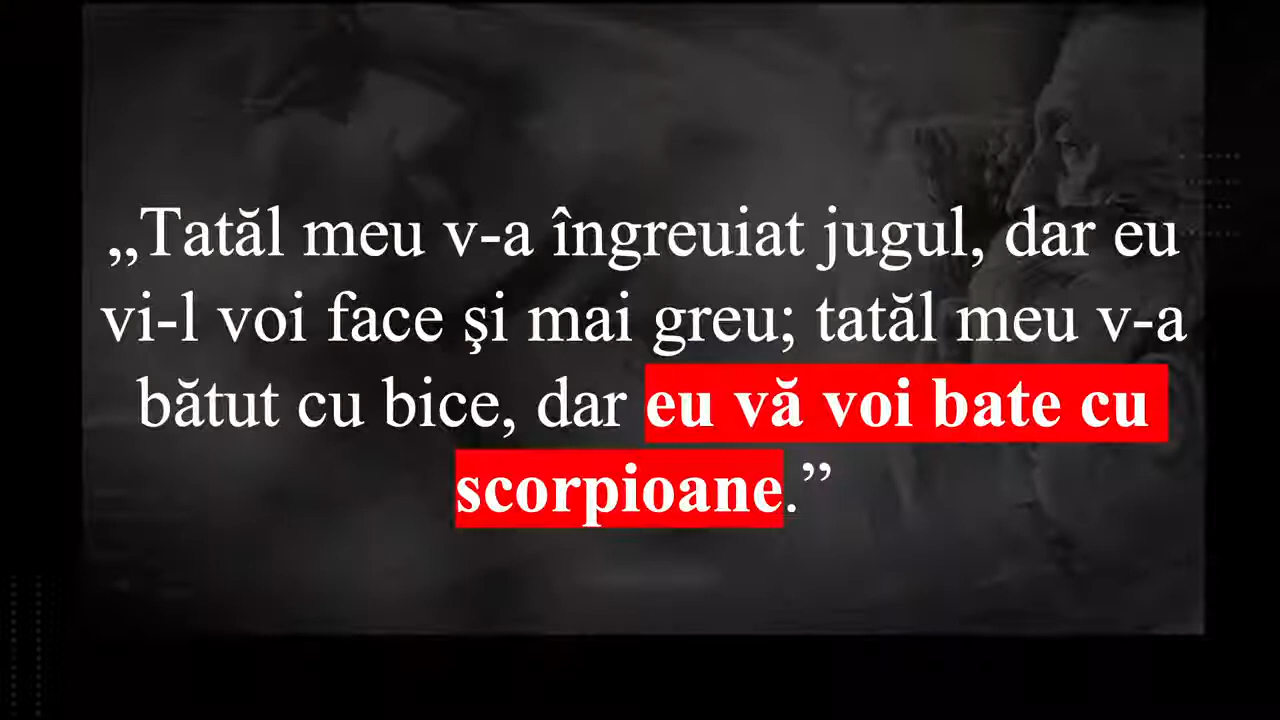 „Tatăl meu v-a îngreuiat jugul, dar eu
vi-l voi face şi mai greu; tatăl meu v-a
bătut cu bice, dar eu vă voi bate cu
scorpioane.”